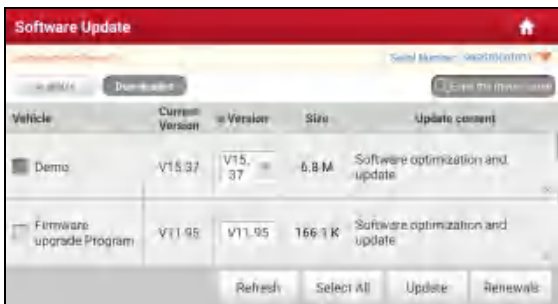 Software Update
Serial Number:
Downloaded
Vehicle
Current Version
Version
Size
Update content
Demo
V15.37
V15.37
6.8 M
Software optimization and update
Firmware upgrade Program
V11.95
V11.95
166.1 K
Software optimization and update
Refresh
Select All
Update
Renewals